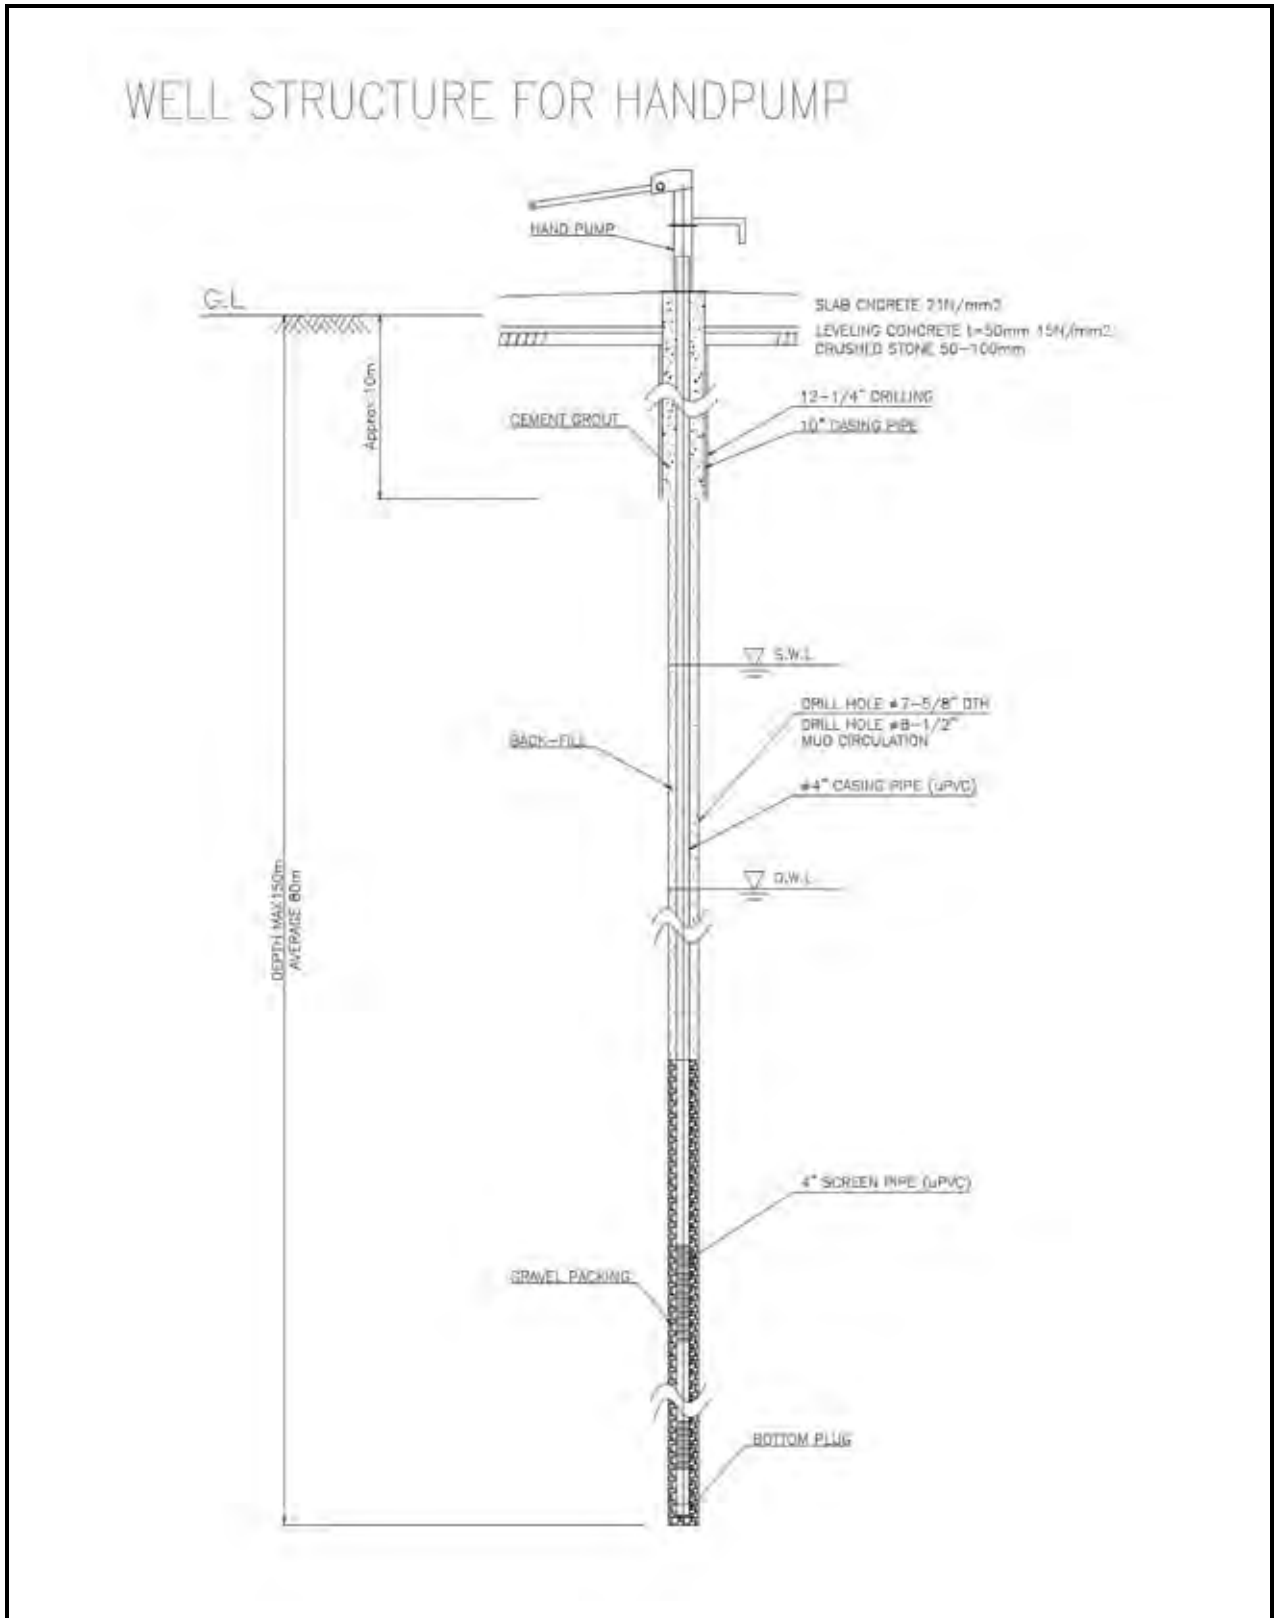 WELL STRUCTURE FOR HANDPUMP
HAND PUMP
G.L
SLAB CNCRETE 21N/mm2
LEVELING CONCRETE t=50mm 15N/mm2
CRUSHED STONE 50-100mm
Approx 10m
12-1/4" DRILLING
CEMENT GROUT
10" CASING PIPE
S.W.L
DRILL HOLE ø7-5/8" DTH
DRILL HOLE ø8-1/2"
MUD CIRCULATION
BACK-FILL
ø4" CASING PIPE (uPVC)
D.W.L
DEPTH MAX 150m
AVERAGE 80m
4" SCREEN PIPE (uPVC)
GRAVEL PACKING
BOTTOM PLUG